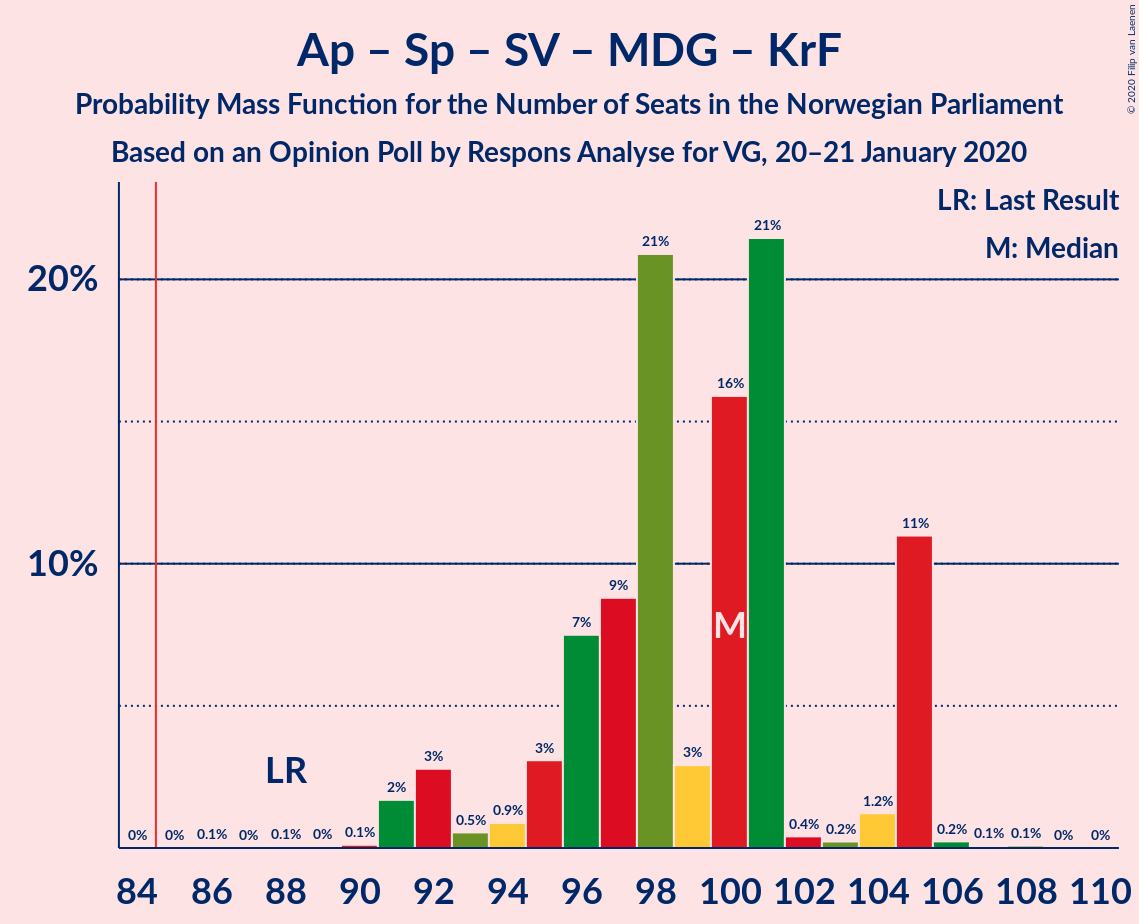 Ap – Sp – SV – MDG – KrF
Probability Mass Function for the Number of Seats in the Norwegian Parliament
Based on an Opinion Poll by Respons Analyse for VG, 20–21 January 2020
© 2020 Filip van Laenen
LR: Last Result
M: Median
20%
10%
LR
M
0% 0% 0.1% 0% 0.1% 0% 0.1% 2% 3% 0.5% 0.9% 3% 7% 9% 21% 3% 16% 21% 0.4% 0.2% 1.2% 11% 0.2% 0.1% 0.1% 0% 0%
84 86 88 90 92 94 96 98 100 102 104 106 108 110